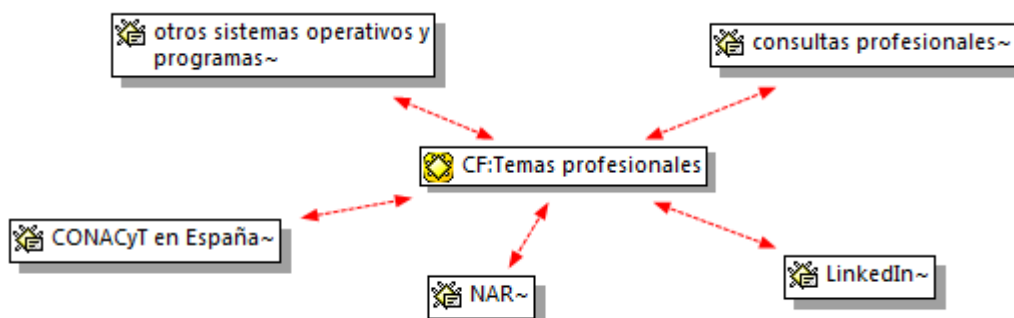 otros sistemas operativos y
programas~
consultas profesionales~
CF:Temas profesionales
CONACyT en España~
NAR~
LinkedIn~